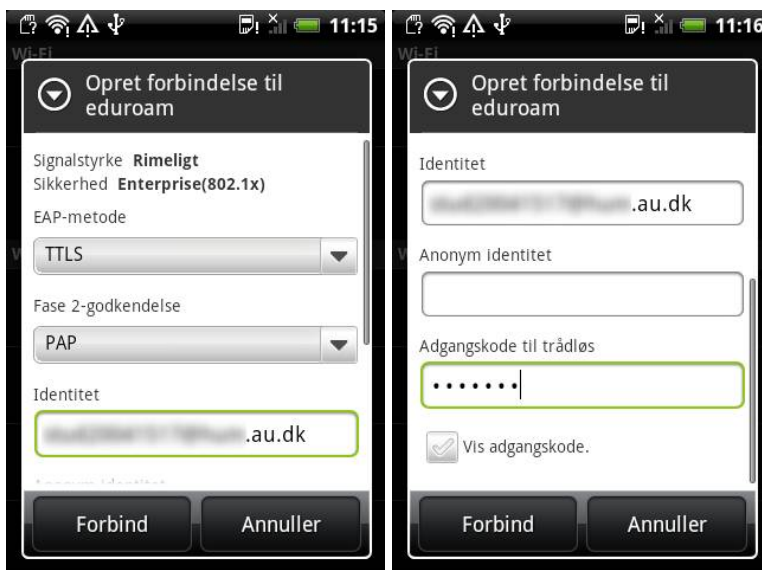 11:15
Wi-Fi
Opret forbindelse til
eduroam
Signalstyrke Rimeligt
Sikkerhed Enterprise(802.1x)
EAP-metode
TTLS
Fase 2-godkendelse
PAP
Identitet
.au.dk
Anonym identitet
Forbind Annuller
11:16
Wi-Fi
Opret forbindelse til
eduroam
Identitet
.au.dk
Anonym identitet
Adgangskode til trådløs
•••••••
Vis adgangskode.
Forbind Annuller